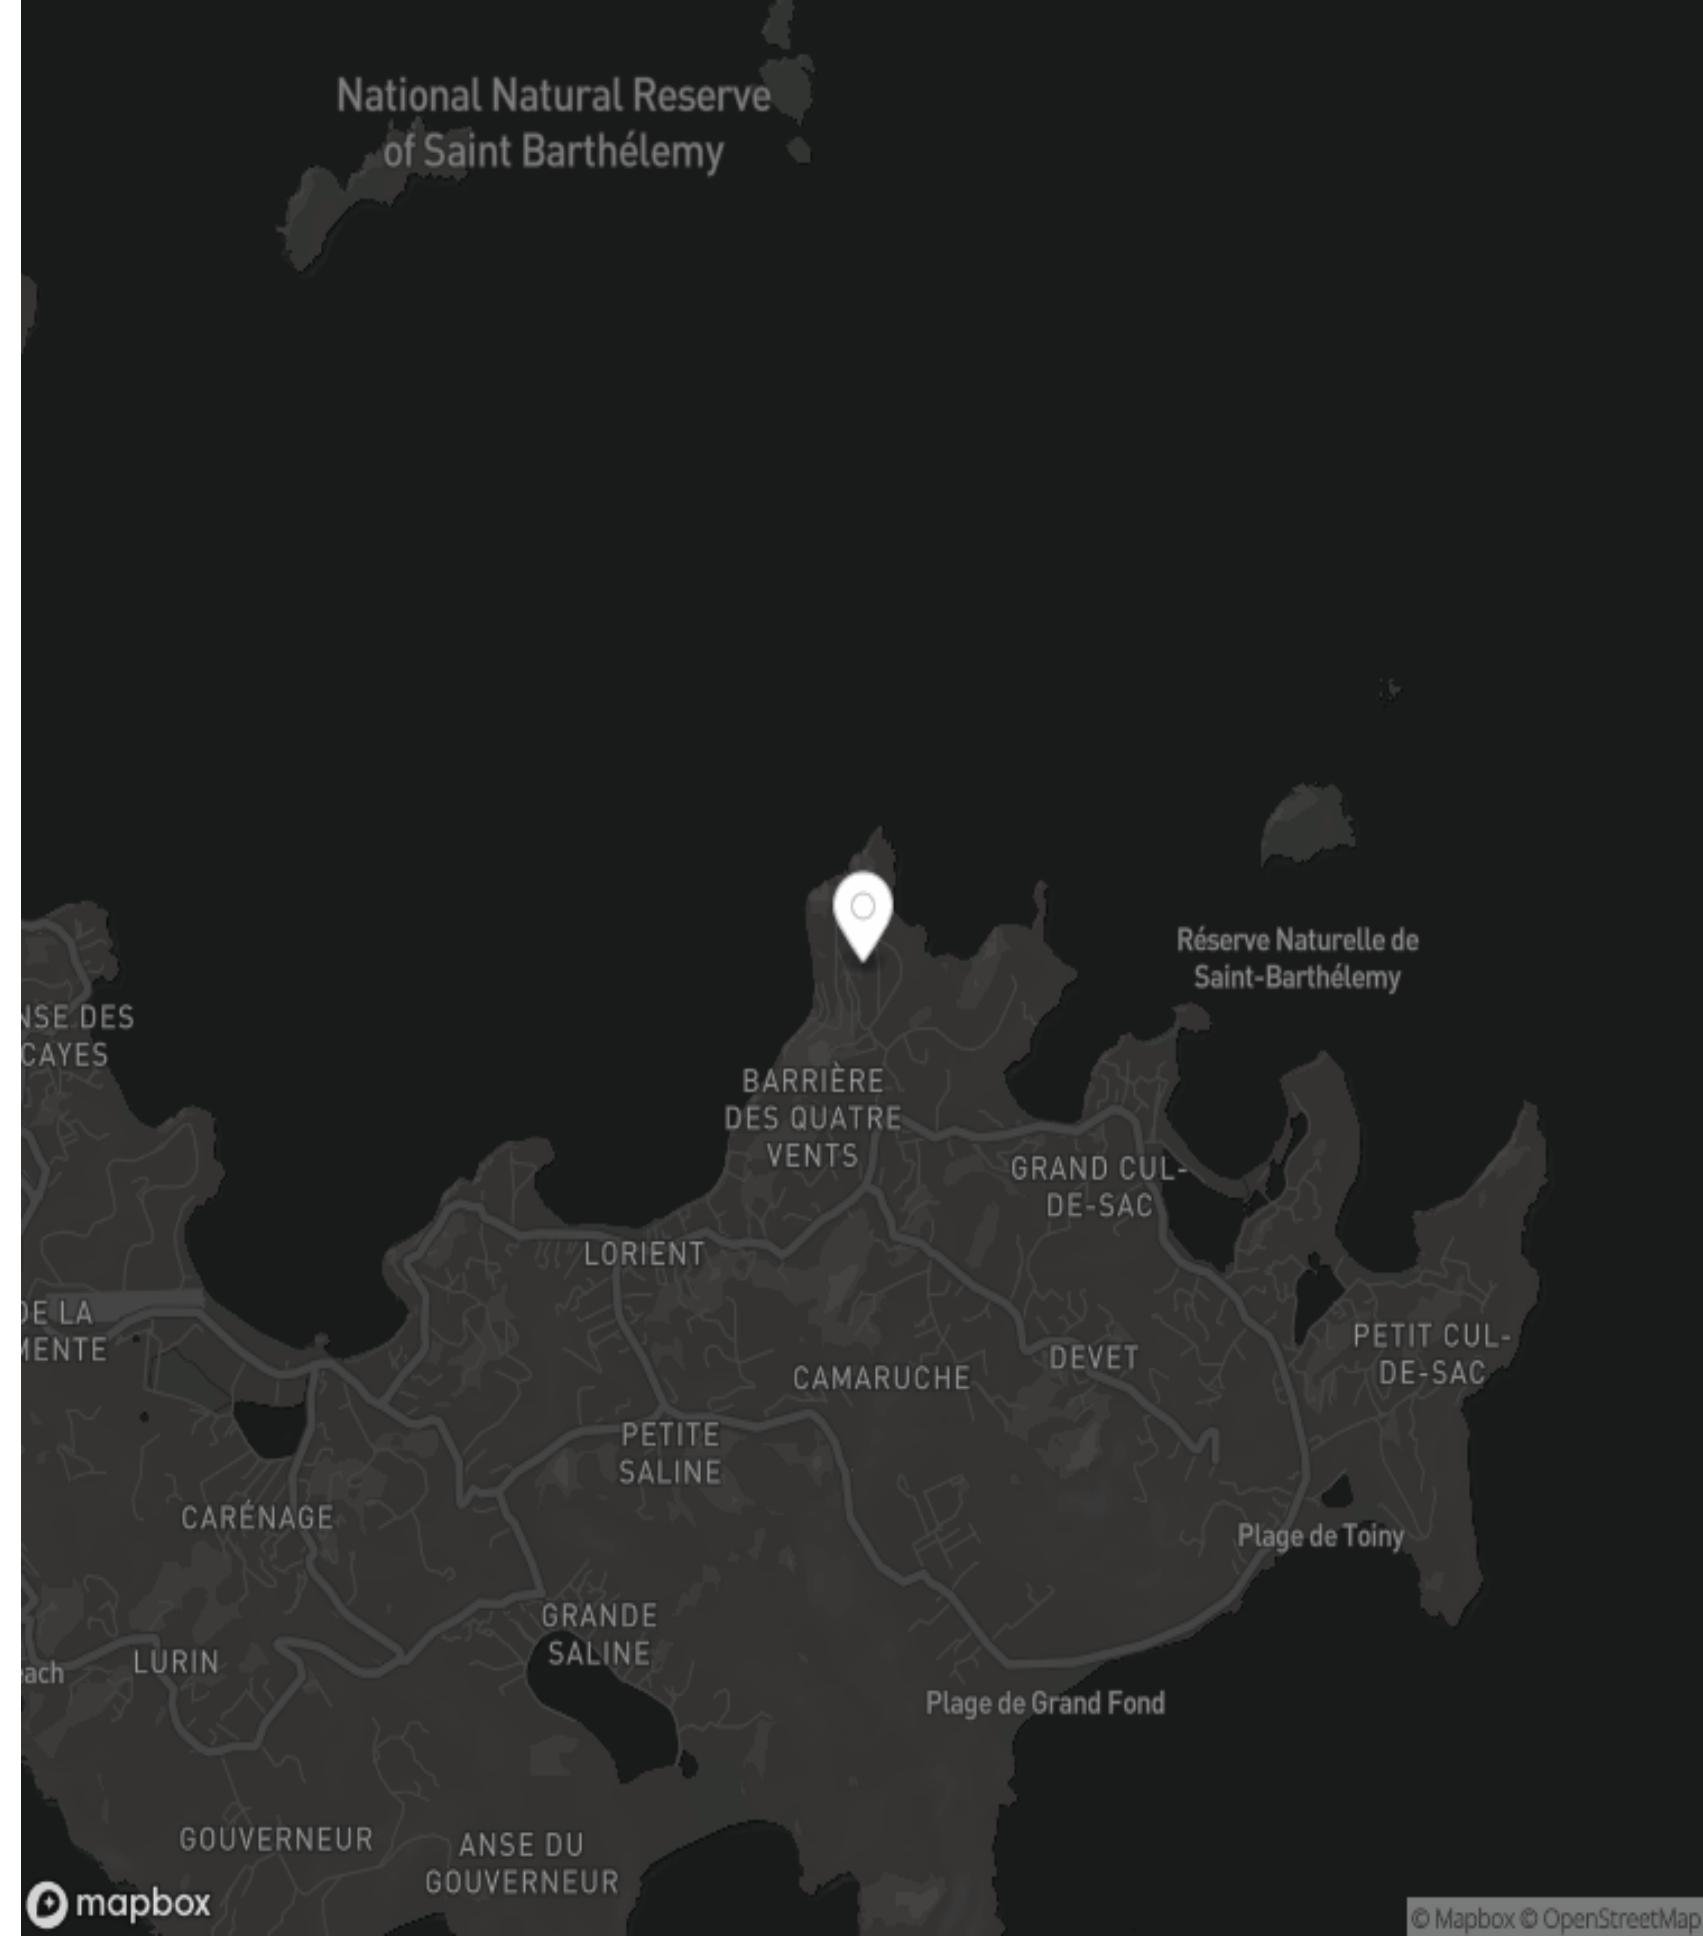 National Natural Reserve
of Saint Barthélemy
Réserve Naturelle de
Saint-Barthélemy
NSE DES
CAYES
BARRIÈRE
DES QUATRE
VENTS
GRAND CUL-
DE-SAC
LORIENT
DE LA
MENTE
PETIT CUL-
DE-SAC
DEVET
CAMARUCHE
PETITE
SALINE
CARÉNAGE
Plage de Toiny
GRANDE
SALINE
LURIN
each
Plage de Grand Fond
GOUVERNEUR
ANSE DU
GOUVERNEUR
mapbox
© Mapbox © OpenStreetMap